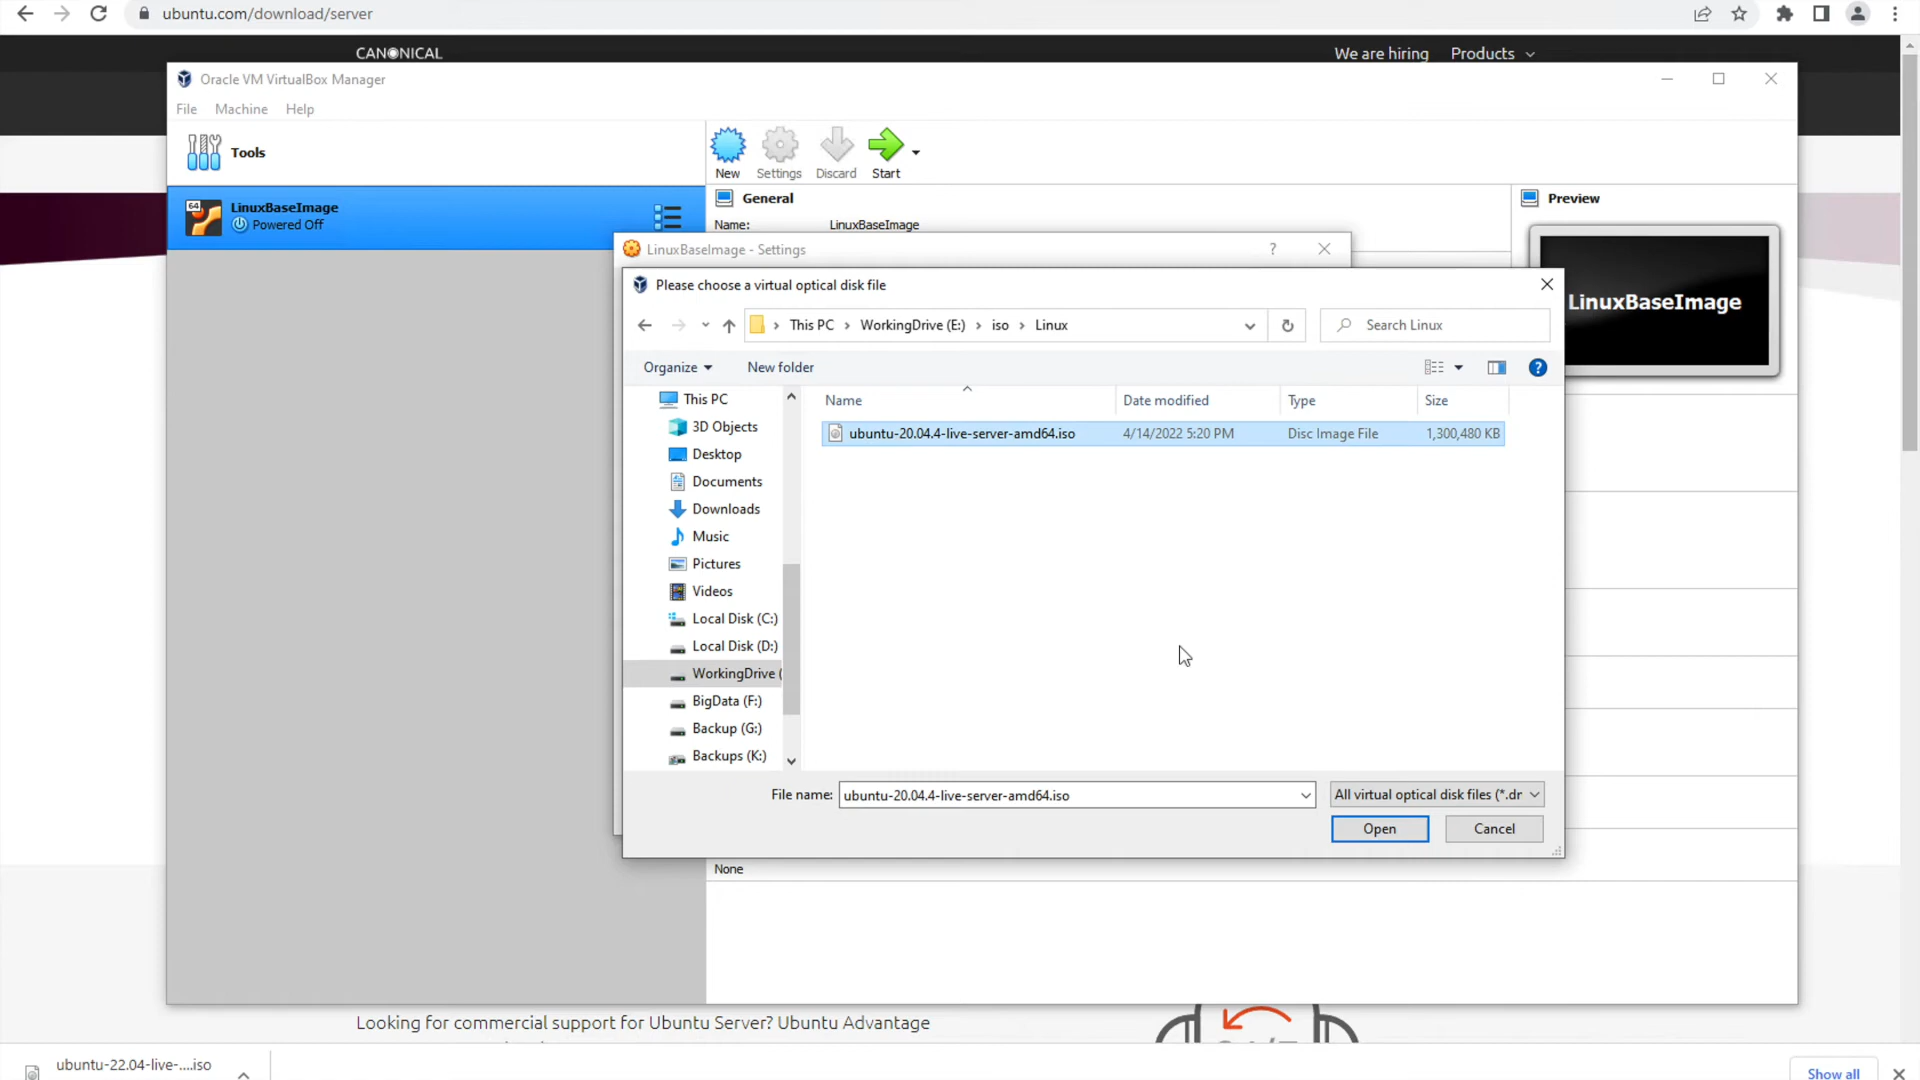 ubuntu.com/download/server
CANONICAL
We are hiring Products
Oracle VM VirtualBox Manager
File Machine Help
Tools
New Settings Discard Start
64 LinuxBaseImage
Powered Off
General
Name: LinuxBaseImage
Preview
LinuxBaseImage
LinuxBaseImage - Settings ?
Please choose a virtual optical disk file
This PC WorkingDrive (E:) iso Linux
Search Linux
Organize New folder ?
Name Date modified Type Size
ubuntu-20.04.4-live-server-amd64.iso 4/14/2022 5:20 PM Disc Image File 1,300,480 KB
This PC
3D Objects
Desktop
Documents
Downloads
Music
Pictures
Videos
Local Disk (C:)
Local Disk (D:)
WorkingDrive (
BigData (F:)
Backup (G:)
Backups (K:)
File name: ubuntu-20.04.4-live-server-amd64.iso All virtual optical disk files (*.dr
Open Cancel
None
Looking for commercial support for Ubuntu Server? Ubuntu Advantage
ubuntu-22.04-live-....iso
Show all